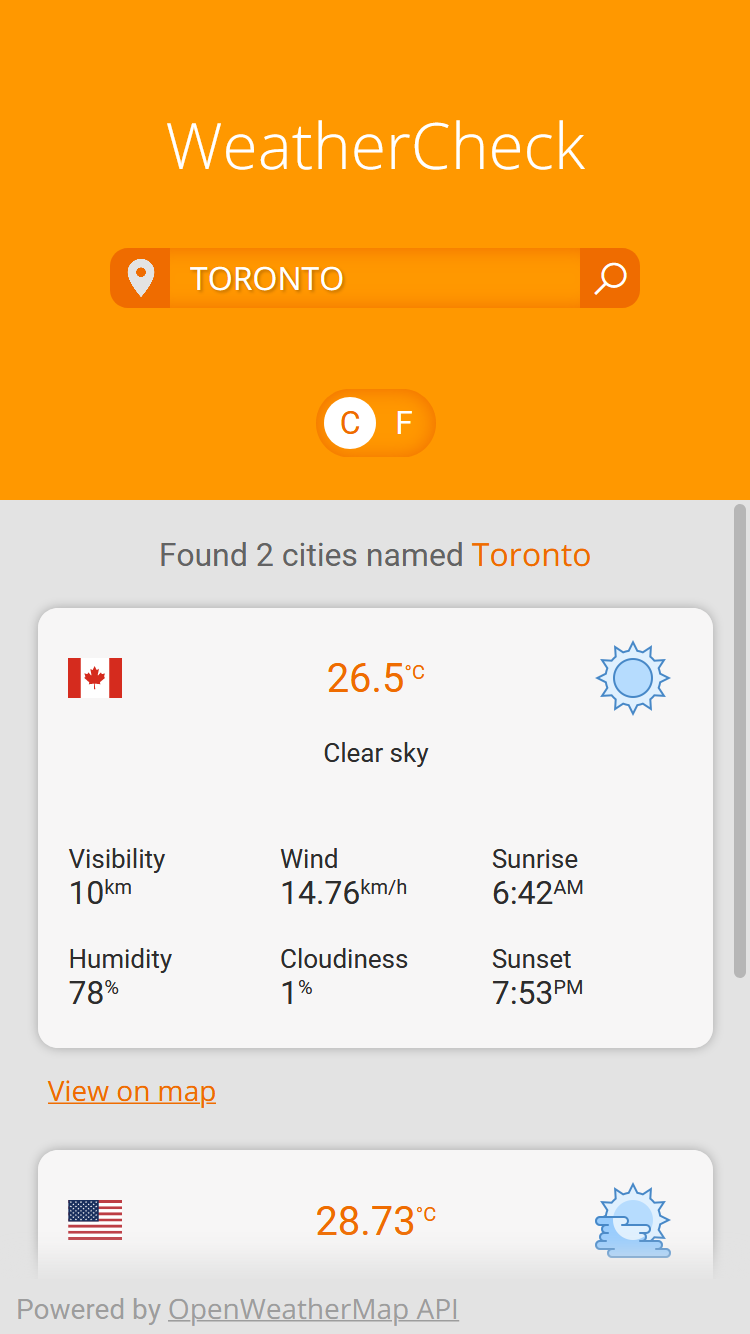 WeatherCheck
TORONTO
C F
Found 2 cities named Toronto
26.5°C
Clear sky
Visibility Wind Sunrise
10km 14.76km/h 6:42AM
Humidity Cloudiness Sunset
78% 1% 7:53PM
View on map
28.73°C
Powered by OpenWeatherMap API